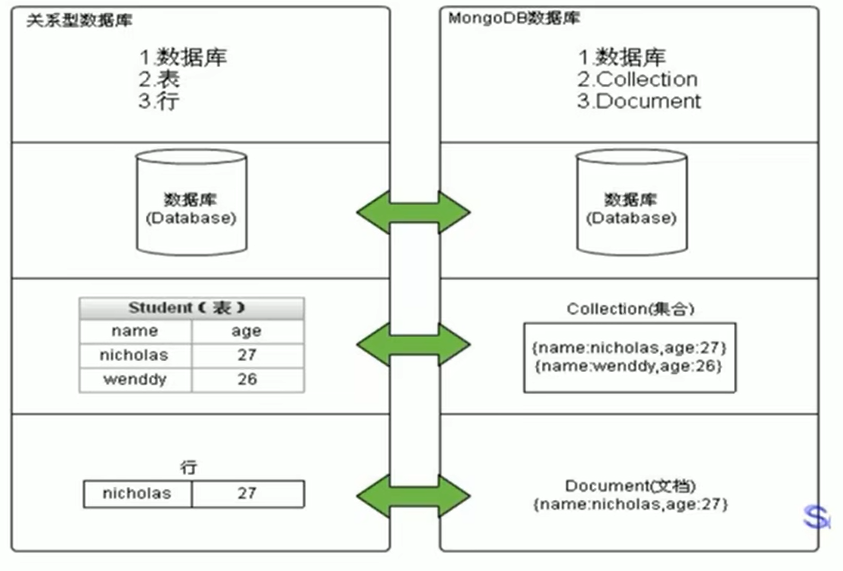 关系型数据库
1.数据库
2.表
3.行
MongoDB数据库
1.数据库
2.Collection
3.Document
数据库
(Database)
数据库
(Database)
Student(表)
name age
nicholas 27
wenddy 26
Collection(集合)
{name:nicholas,age:27}
{name:wenddy,age:26}
行
nicholas 27
Document(文档)
{name:nicholas,age:27}